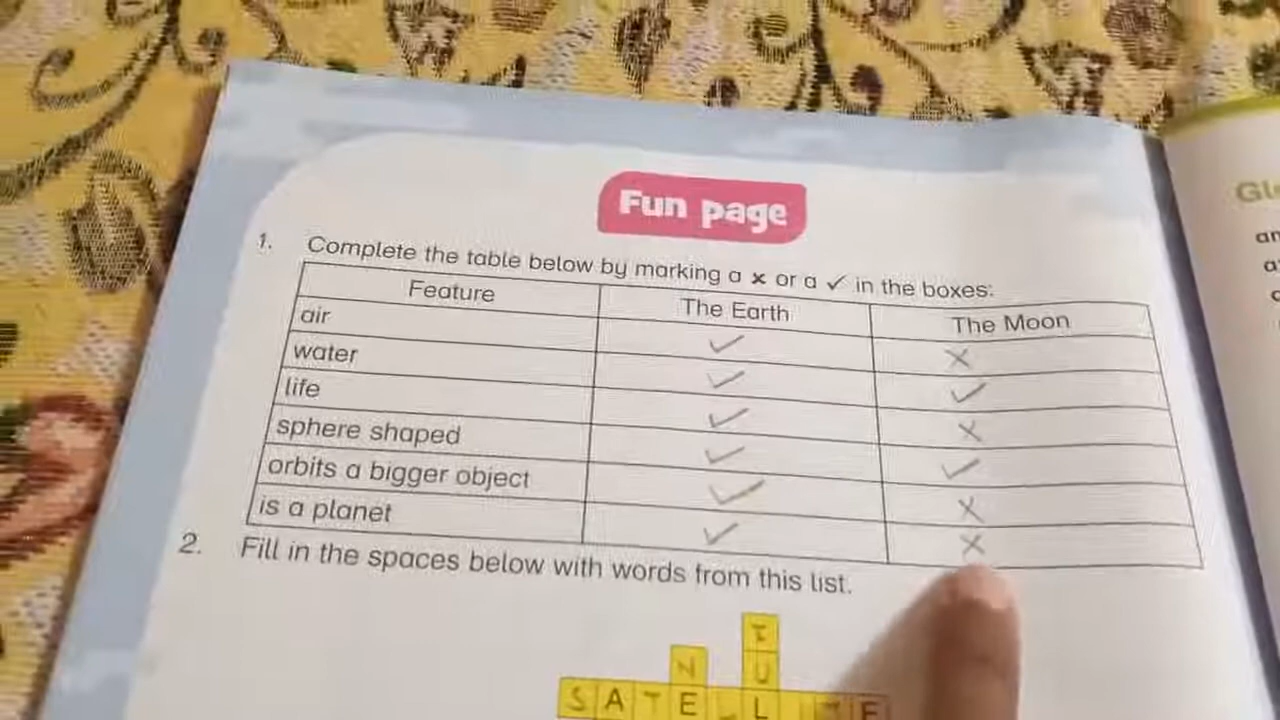 Fun page
1. Complete the table below by marking a x or a ✓ in the boxes:
Feature The Earth The Moon
air ✓ x
water ✓ ✓
life ✓ x
sphere shaped ✓ ✓
orbits a bigger object ✓ x
is a planet ✓ x
2. Fill in the spaces below with words from this list.
N U
S A T E L